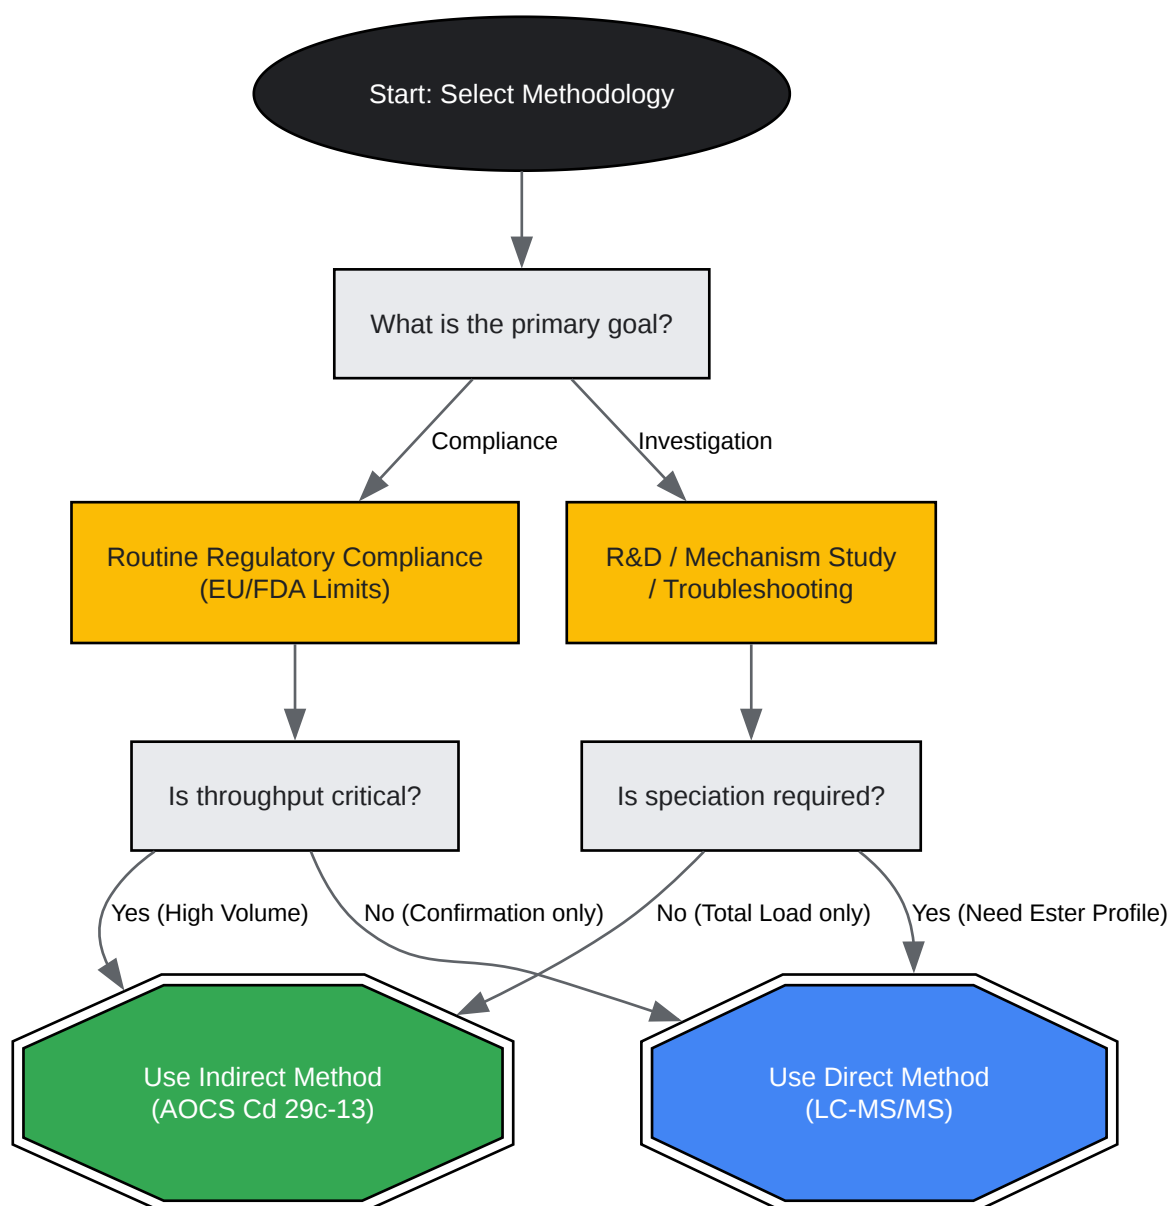 Start: Select Methodology
What is the primary goal?
Compliance
Investigation
Routine Regulatory Compliance
(EU/FDA Limits)
R&D / Mechanism Study
/ Troubleshooting
Is throughput critical?
Is speciation required?
Yes (High Volume)
No (Confirmation only)
No (Total Load only)
Yes (Need Ester Profile)
Use Indirect Method
(AOCS Cd 29c-13)
Use Direct Method
(LC-MS/MS)